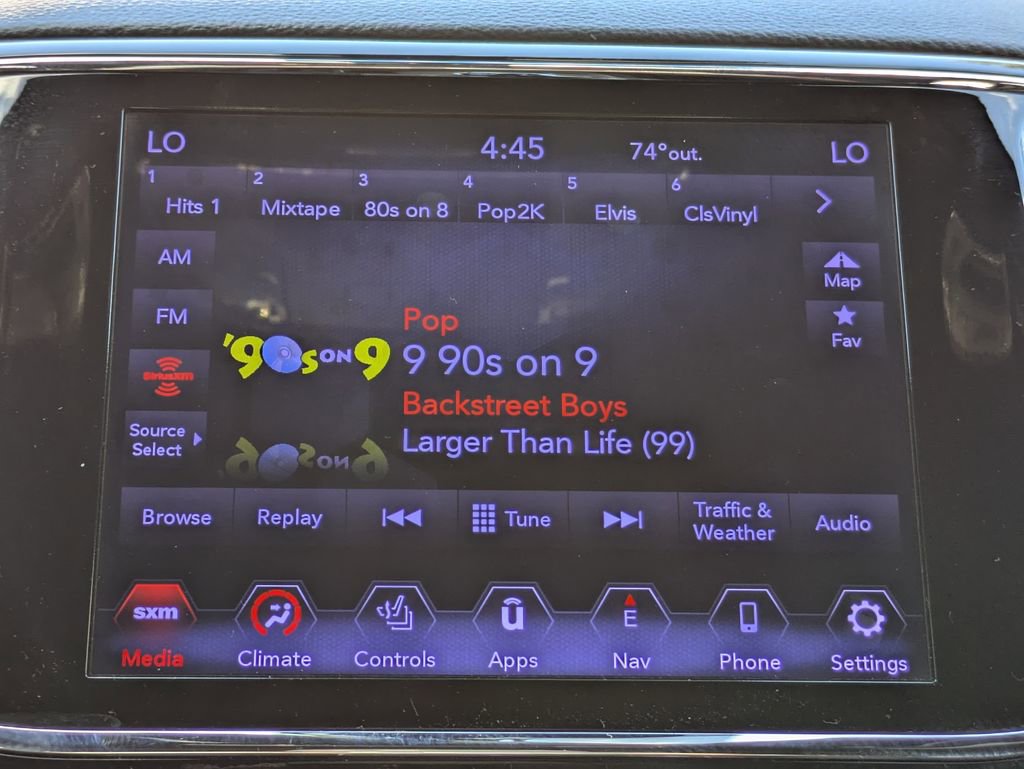 LO
4:45
74° out.
LO
1
Hits 1
2
Mixtape
3
80s on 8
4
Pop2K
5
Elvis
6
ClsVinyl
AM
FM
SiriusXM
Source
Select
'90s ON 9
Pop
9 90s on 9
Backstreet Boys
Larger Than Life (99)
Map
Fav
Browse
Replay
Tune
Traffic &
Weather
Audio
sxm
Media
Climate
Controls
u
Apps
E
Nav
Phone
Settings